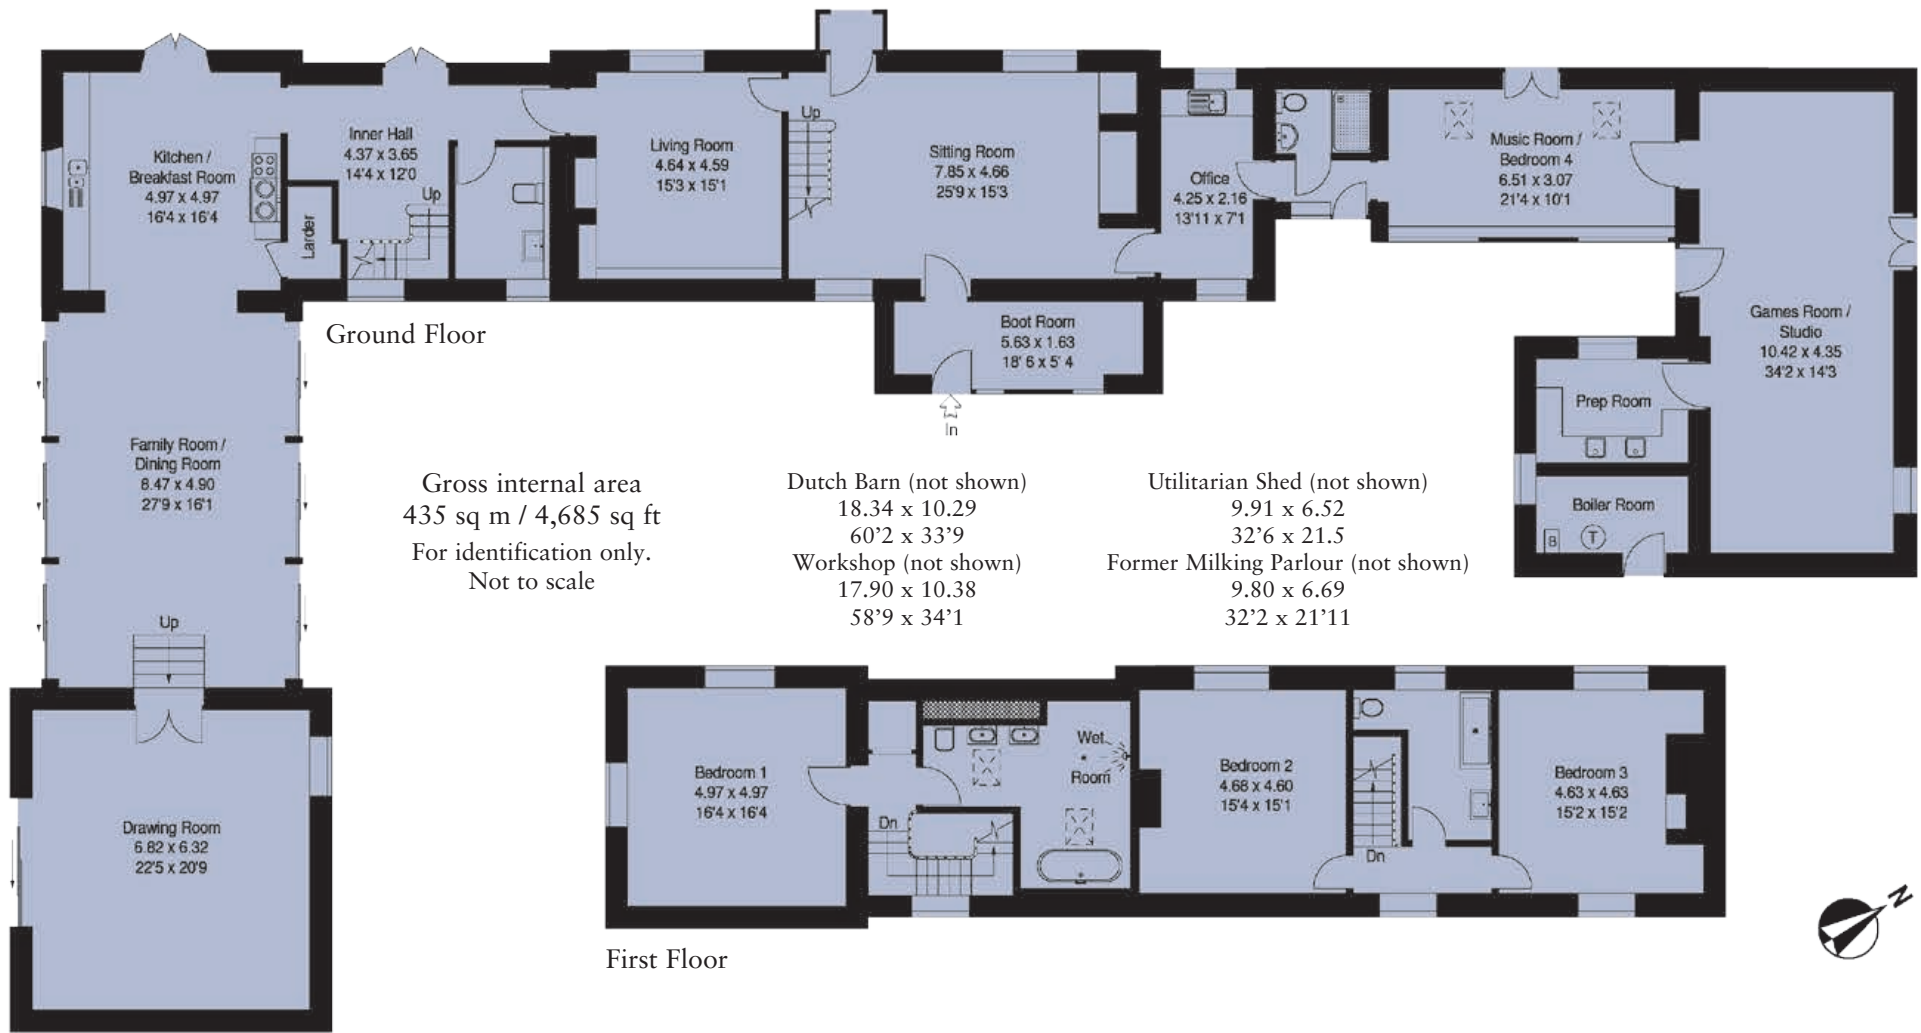 Kitchen /
Breakfast Room
4.97 x 4.97
16'4 x 16'4
Inner Hall
4.37 x 3.65
14'4 x 12'0
Up
Larder
Living Room
4.64 x 4.59
15'3 x 15'1
Up
Sitting Room
7.85 x 4.66
25'9 x 15'3
Office
4.25 x 2.16
13'11 x 7'1
Music Room /
Bedroom 4
6.51 x 3.07
21'4 x 10'1
Games Room /
Studio
10.42 x 4.35
34'2 x 14'3
Ground Floor
Boot Room
5.63 x 1.63
18' 6 x 5' 4
In
Prep Room
Boiler Room
B
T
Family Room /
Dining Room
8.47 x 4.90
27'9 x 16'1
Up
Gross internal area
435 sq m / 4,685 sq ft
For identification only.
Not to scale
Dutch Barn (not shown)
18.34 x 10.29
60'2 x 33'9
Workshop (not shown)
17.90 x 10.38
58'9 x 34'1
Utilitarian Shed (not shown)
9.91 x 6.52
32'6 x 21.5
Former Milking Parlour (not shown)
9.80 x 6.69
32'2 x 21'11
Drawing Room
6.82 x 6.32
22'5 x 20'9
Bedroom 1
4.97 x 4.97
16'4 x 16'4
Dn
Wet
Room
Bedroom 2
4.68 x 4.60
15'4 x 15'1
Dn
Bedroom 3
4.63 x 4.63
15'2 x 15'2
First Floor
N